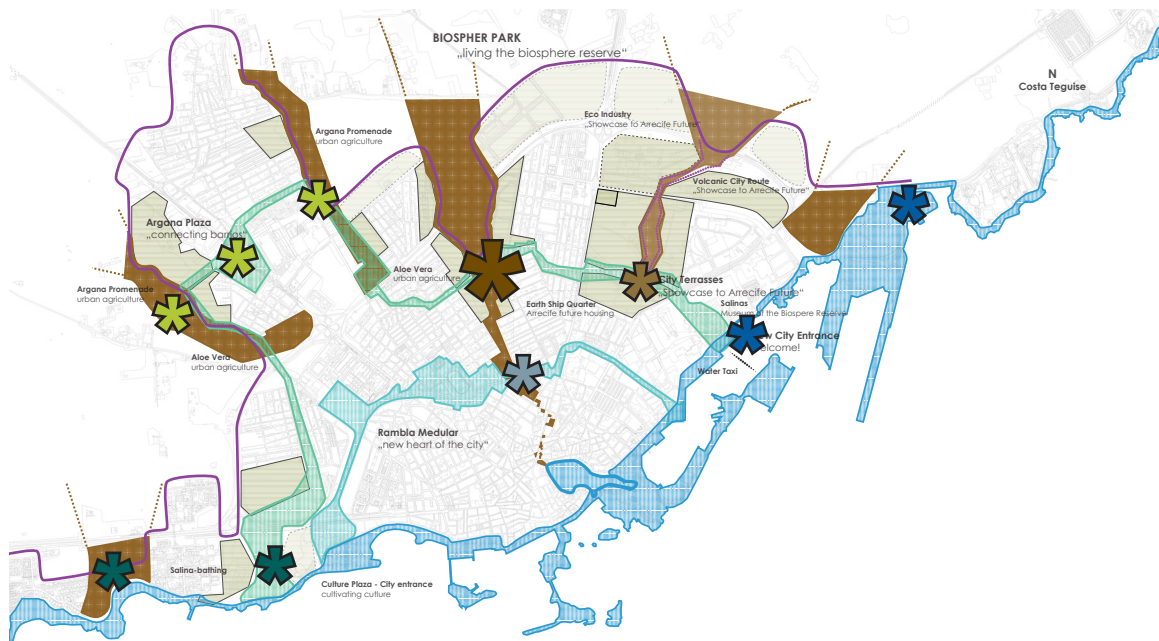 BIOSPHER PARK
„living the biosphere reserve“
N
Costa Teguise
Eco Industry
„Showcase to Arrecife Future“
Argana Promenade
urban agriculture
Volcanic City Route
„Showcase to Arrecife Future“
Argana Plaza
„connecting barrios“
Aloe Vera
urban agriculture
City Terrasses
„Showcase to Arrecife Future“
Argana Promenade
urban agriculture
Earth Ship Quarter
Arrecife future housing
Salinas
Museum of the Biospere Reserve
City Entrance
Aloe Vera
urban agriculture
Water Taxi
Rambla Medular
„new heart of the city“
Salina-bathing
Culture Plaza - City entrance
cultivating culture